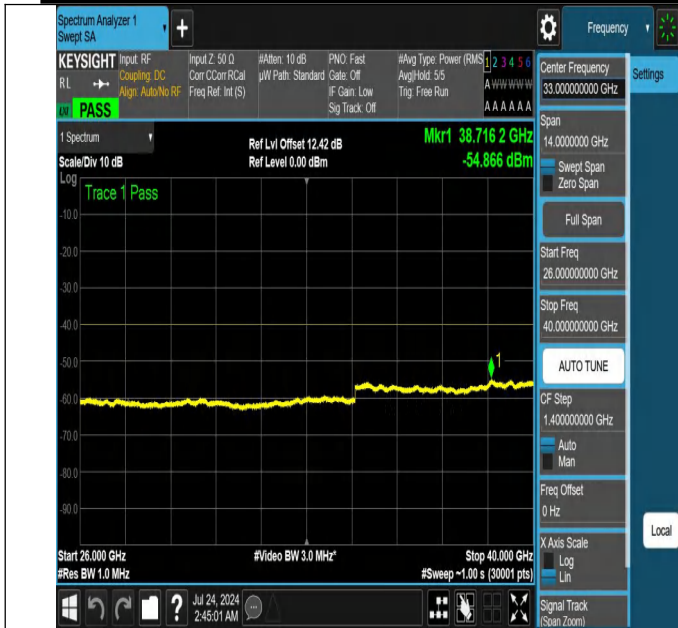 Spectrum Analyzer 1
Swept SA
Frequency
KEYSIGHT
RL
PASS
Input: RF
Coupling: DC
Align: Auto/No RF
Input Z: 50 Ω
Corr CCorr RCal
Freq Ref: Int (S)
#Atten: 10 dB
µW Path: Standard
PNO: Fast
Gate: Off
IF Gain: Low
Sig Track: Off
#Avg Type: Power (RMS
Avg|Hold: 5/5
Trig: Free Run
1 2 3 4 5 6
A W W W W W
A A A A A A
Center Frequency
33.000000000 GHz
Settings
1 Spectrum
Scale/Div 10 dB
Ref Lvl Offset 12.42 dB
Ref Level 0.00 dBm
Mkr1 38.716 2 GHz
-54.866 dBm
Span
14.0000000 GHz
Swept Span
Zero Span
Full Span
Start Freq
26.000000000 GHz
Stop Freq
40.000000000 GHz
AUTO TUNE
CF Step
1.400000000 GHz
Auto
Man
Freq Offset
0 Hz
X Axis Scale
Log
Lin
Signal Track
(Span Zoom)
Local
Log
Trace 1 Pass
-10.0
-20.0
-30.0
-40.0
-50.0
-60.0
-70.0
-80.0
-90.0
1
Start 26.000 GHz
#Res BW 1.0 MHz
#Video BW 3.0 MHz*
Stop 40.000 GHz
#Sweep ~1.00 s (30001 pts)
Jul 24, 2024
2:45:01 AM